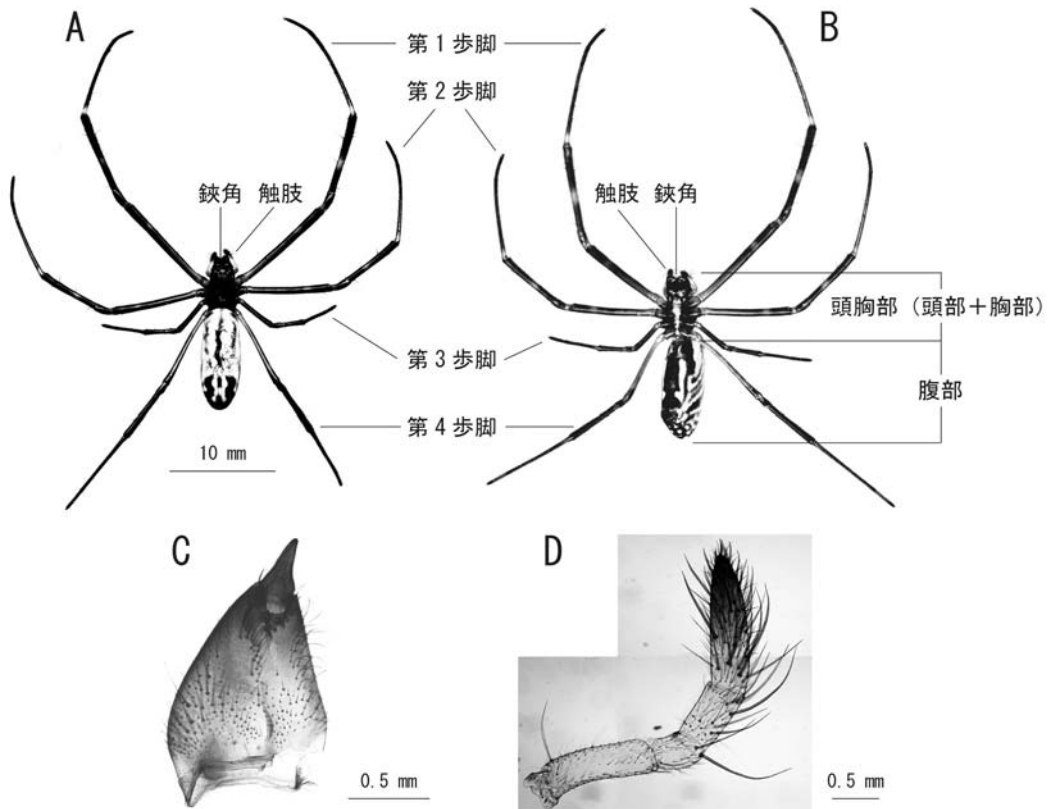 A
B
第1歩脚
第2歩脚
鋏角
触肢
触肢
鋏角
頭胸部（頭部＋胸部）
第3歩脚
腹部
第4歩脚
10 mm
C
D
0.5 mm
0.5 mm